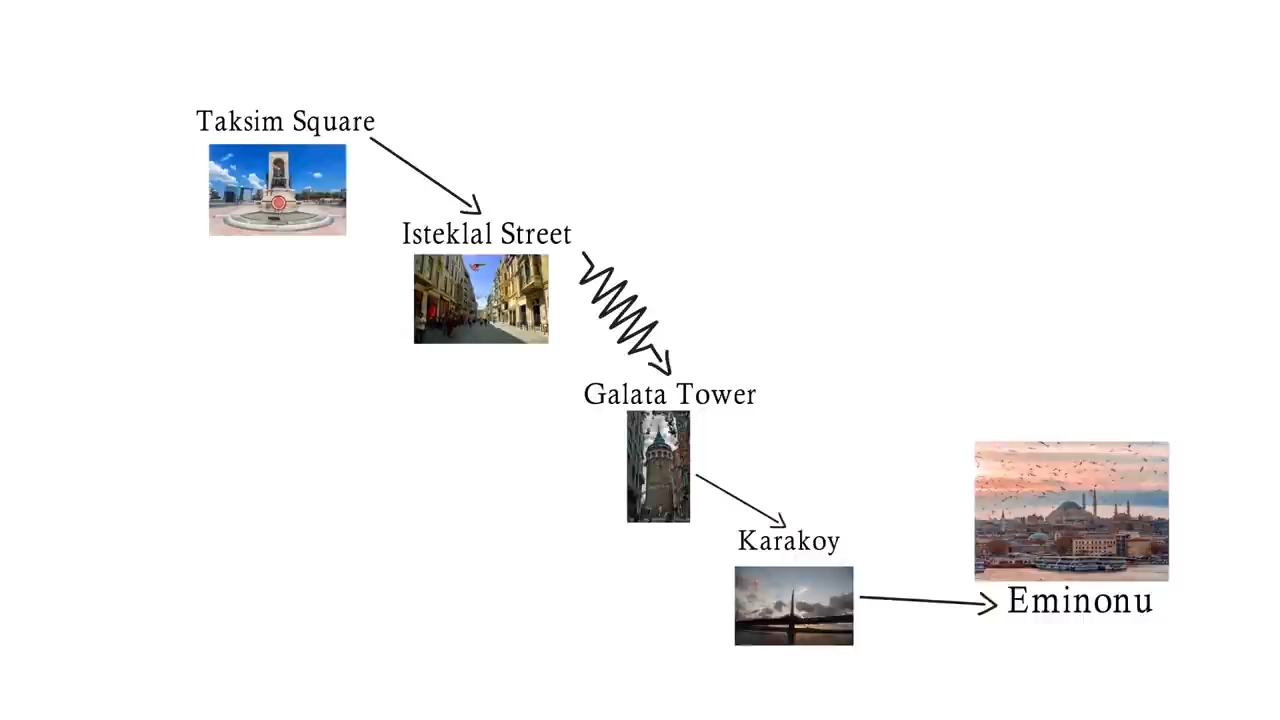 Taksim Square
Isteklal Street
Galata Tower
Karakoy
Eminonu